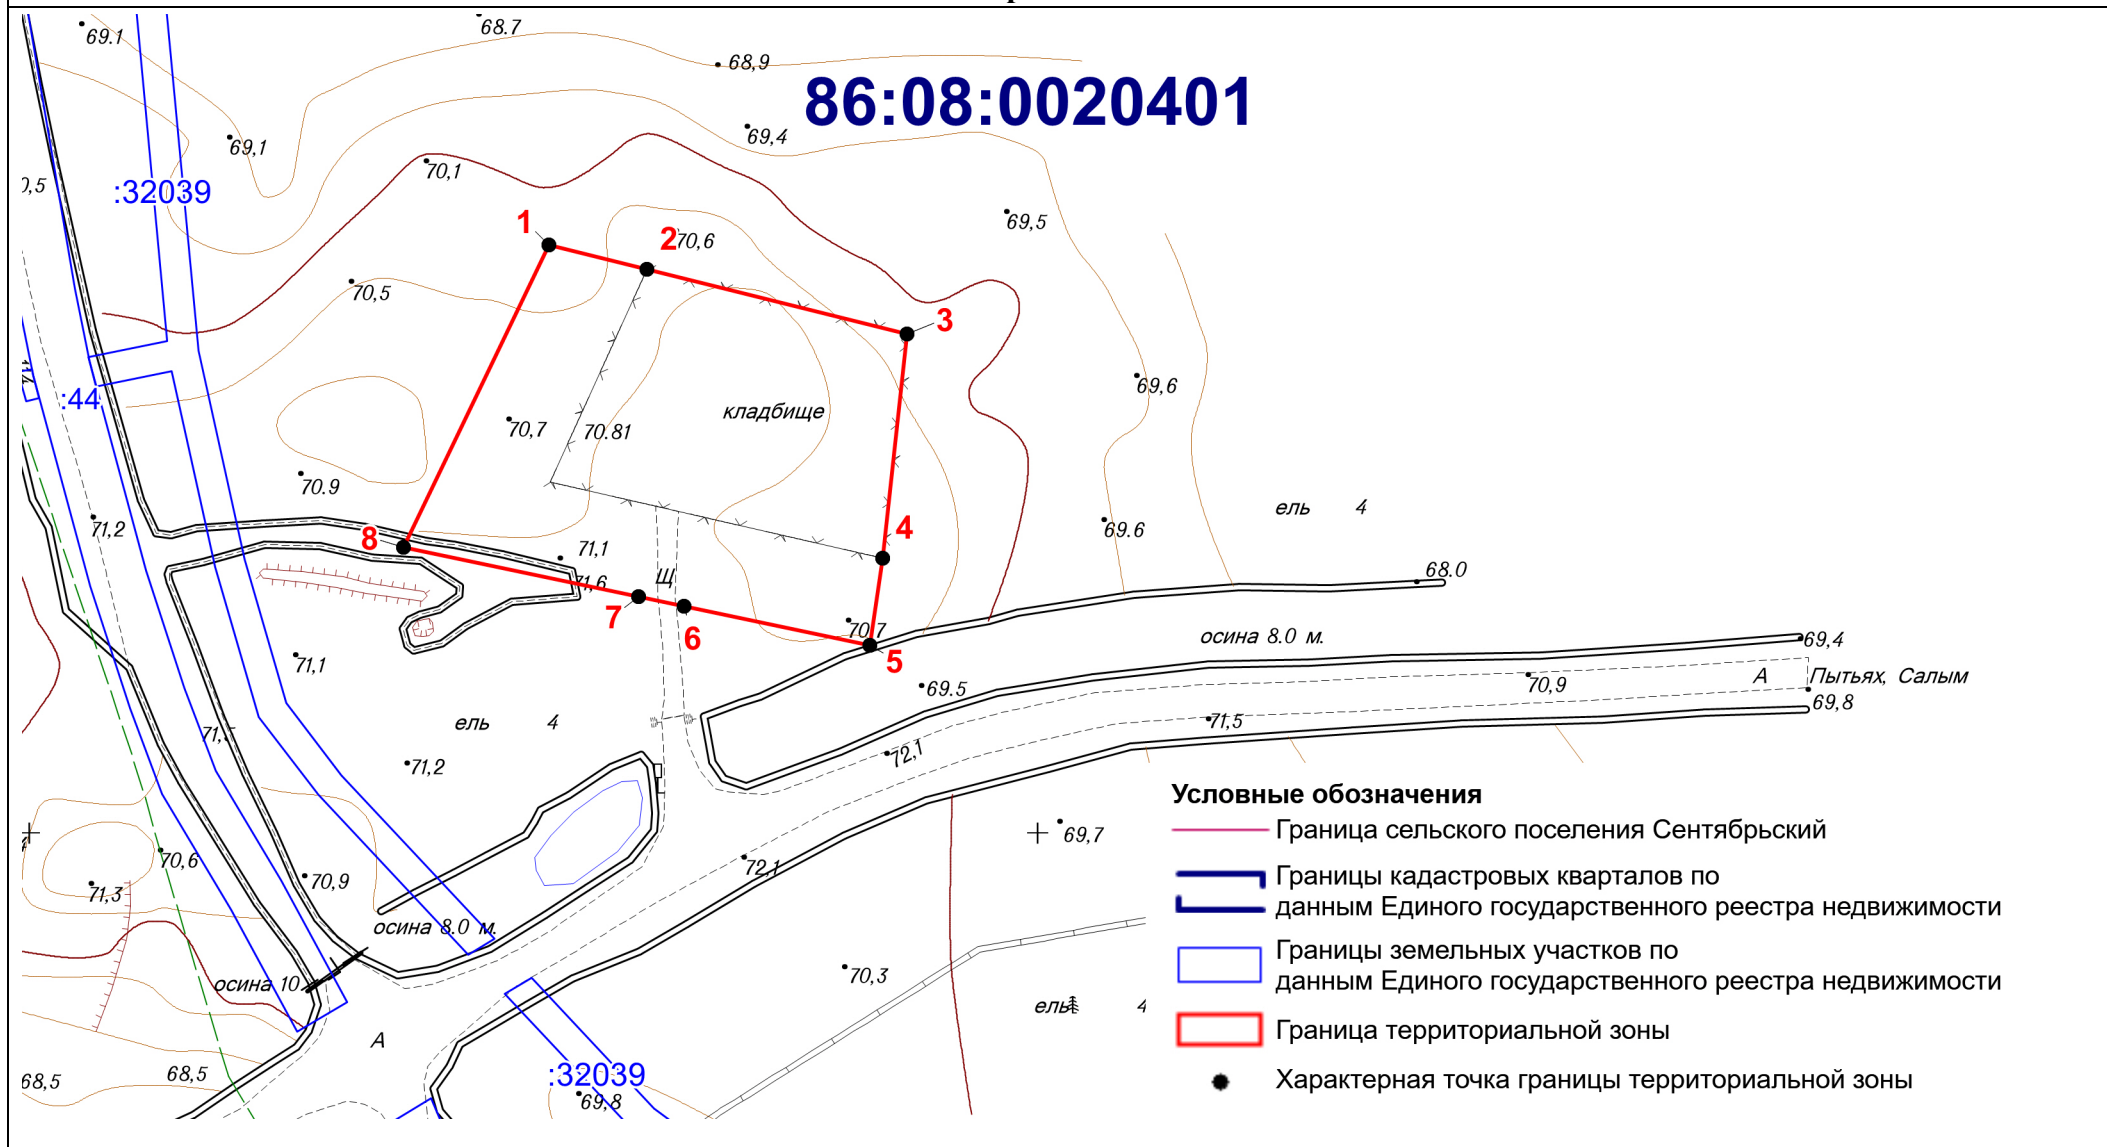 69.1
68.7
68,9
86:08:0020401
69,1
69,4
70,1
:32039
69,5
1
2
70,6
70,5
3
:44
69,6
кладбище
70,7
70.81
70.9
ель 4
71,2
8
71,1
4
69.6
71,6
Щ
68.0
7
6
70,7
осина 8.0 м.
69,4
71,1
5
69.5
70,9
А
Пытьях, Салым
69,8
ель 4
71,5
71,2
72,1
Условные обозначения
Граница сельского поселения Сентябрьский
69,7
70,6
72,1
Границы кадастровых кварталов по
данным Единого государственного реестра недвижимости
71,3
70,9
осина 8.0 м.
Границы земельных участков по
данным Единого государственного реестра недвижимости
70,3
осина 10
ель 4
Граница территориальной зоны
А
68,5
68,5
:32039
69,8
Характерная точка границы территориальной зоны